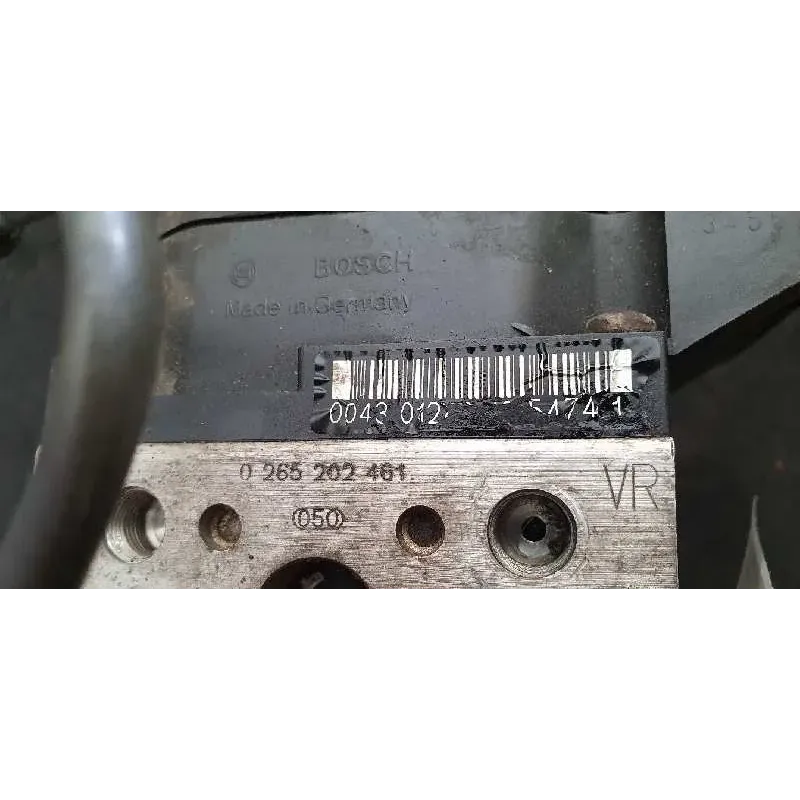 BOSCH
Made in Germany
0043 012 5474 1
0 265 202 461
050
VR